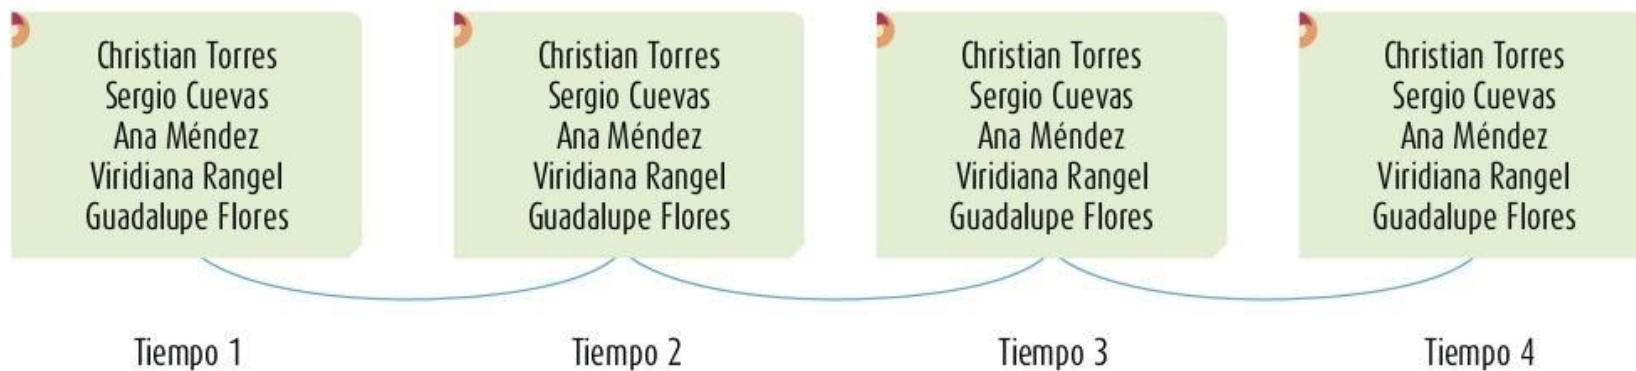 Christian Torres
Sergio Cuevas
Ana Méndez
Viridiana Rangel
Guadalupe Flores
Christian Torres
Sergio Cuevas
Ana Méndez
Viridiana Rangel
Guadalupe Flores
Christian Torres
Sergio Cuevas
Ana Méndez
Viridiana Rangel
Guadalupe Flores
Christian Torres
Sergio Cuevas
Ana Méndez
Viridiana Rangel
Guadalupe Flores
Tiempo 1
Tiempo 2
Tiempo 3
Tiempo 4